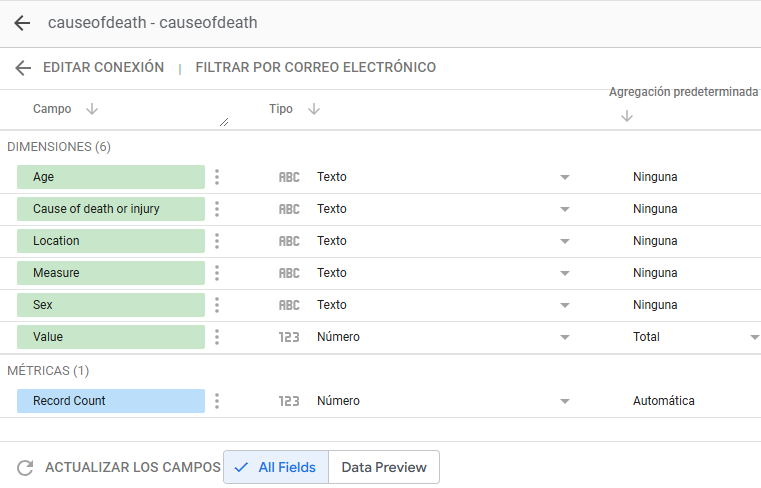 causeofdeath - causeofdeath
EDITAR CONEXIÓN | FILTRAR POR CORREO ELECTRÓNICO
Campo Tipo Agregación predeterminada
DIMENSIONES (6)
Age ABC Texto Ninguna
Cause of death or injury ABC Texto Ninguna
Location ABC Texto Ninguna
Measure ABC Texto Ninguna
Sex ABC Texto Ninguna
Value 123 Número Total
MÉTRICAS (1)
Record Count 123 Número Automática
ACTUALIZAR LOS CAMPOS All Fields Data Preview